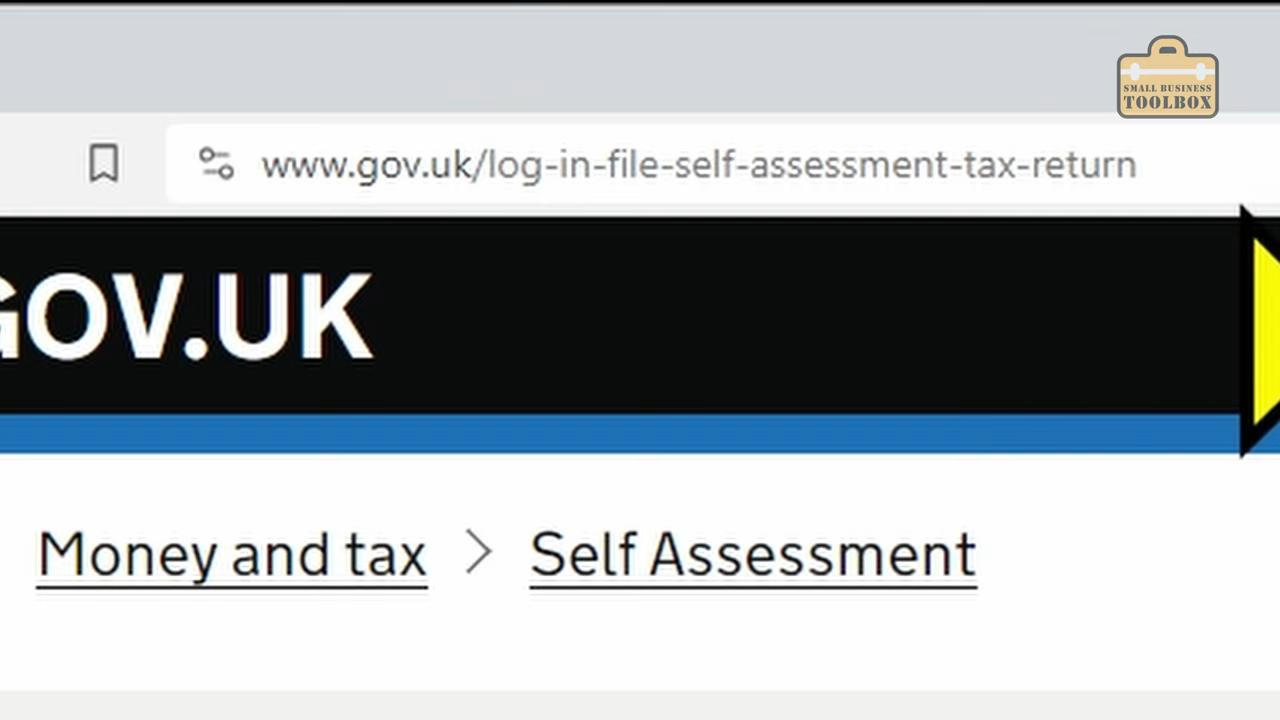 SMALL BUSINESS
TOOLBOX
www.gov.uk/log-in-file-self-assessment-tax-return
GOV.UK
Money and tax > Self Assessment